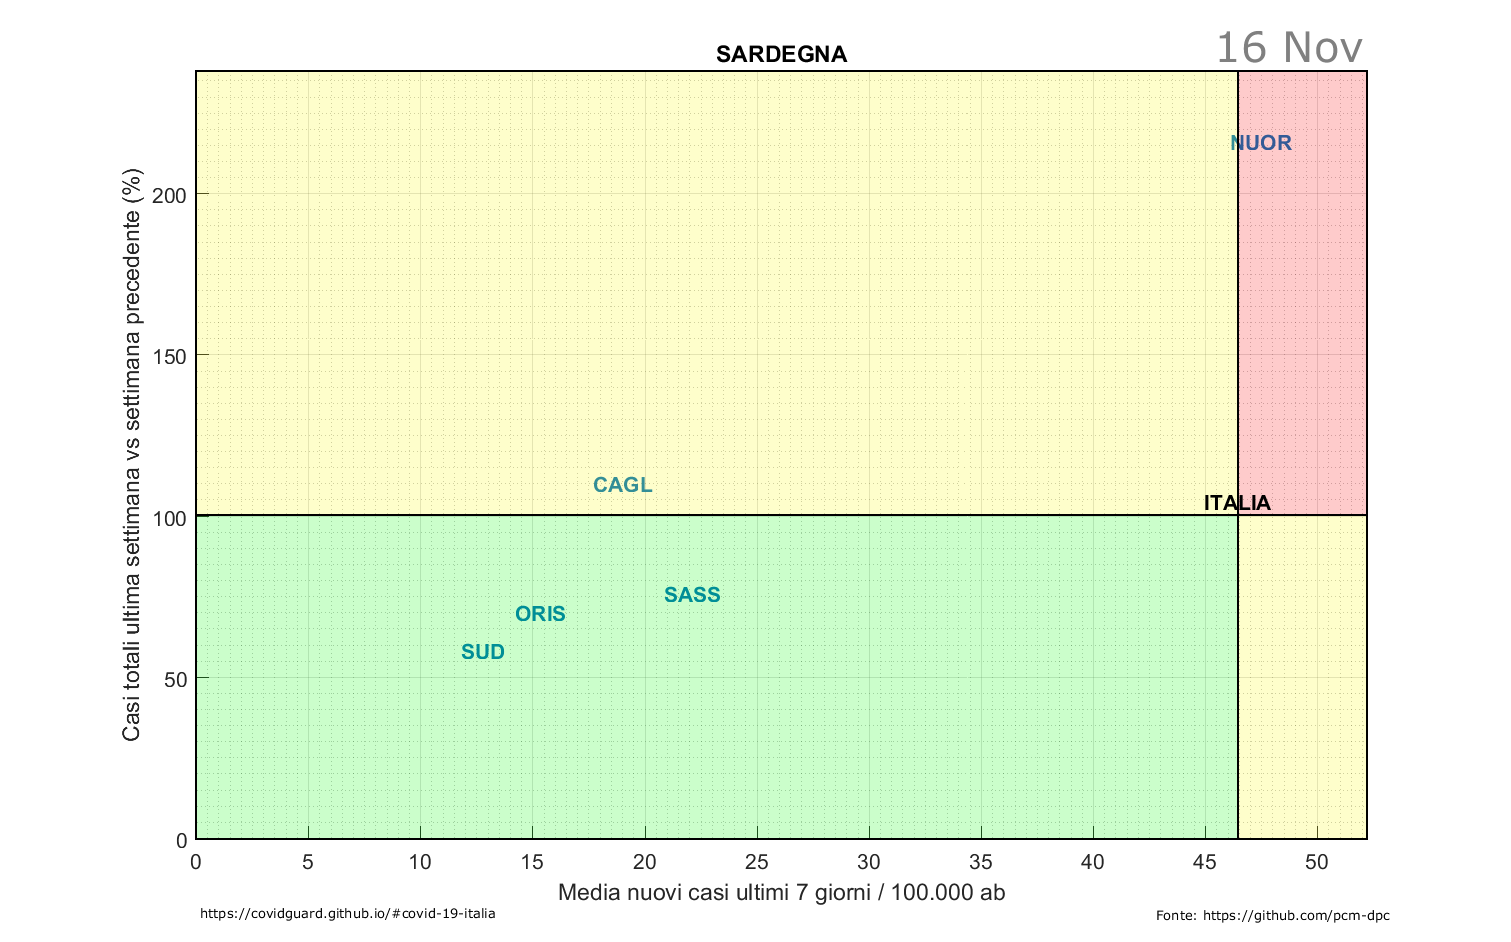 16 Nov
SARDEGNA
Casi totali ultima settimana vs settimana precedente (%)
200
150
100
50
0
NUOR
CAGL
ITALIA
SASS
ORIS
SUD
0 5 10 15 20 25 30 35 40 45 50
Media nuovi casi ultimi 7 giorni / 100.000 ab
https://covidguard.github.io/#covid-19-italia
Fonte: https://github.com/pcm-dpc